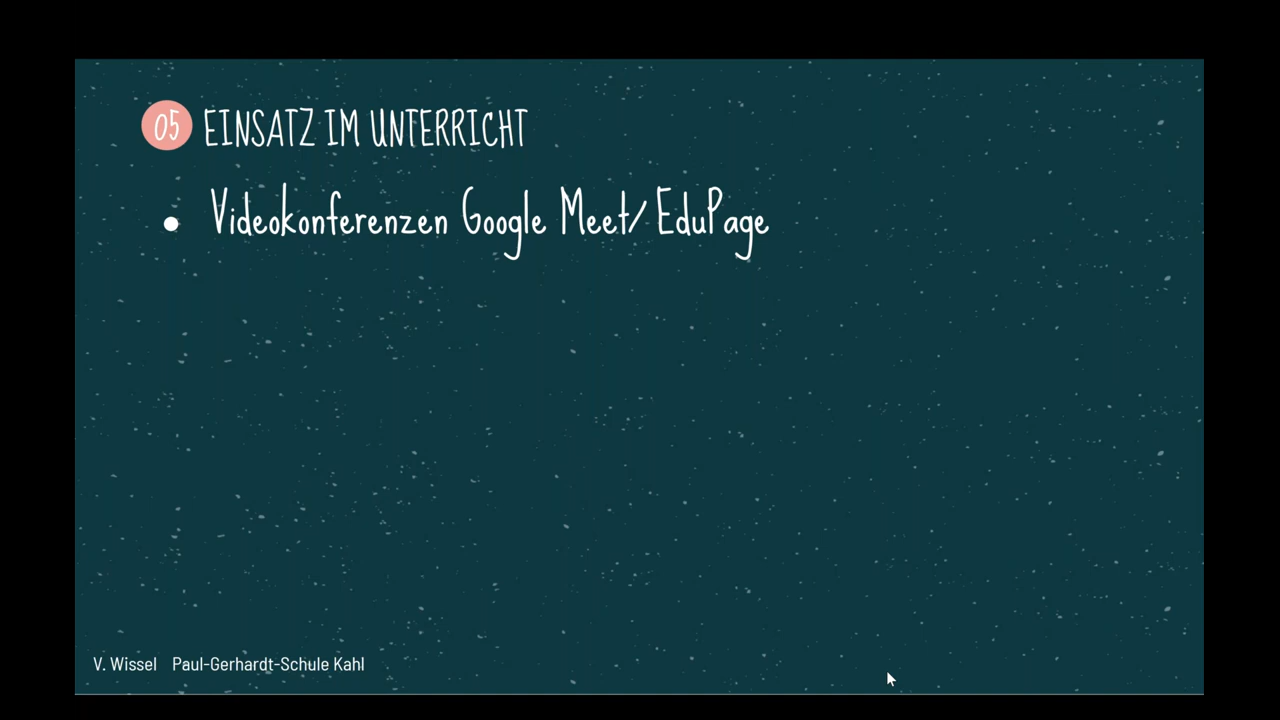 05 EINSATZ IM UNTERRICHT
• Videokonferenzen Google Meet/ EduPage
V. Wissel Paul-Gerhardt-Schule Kahl